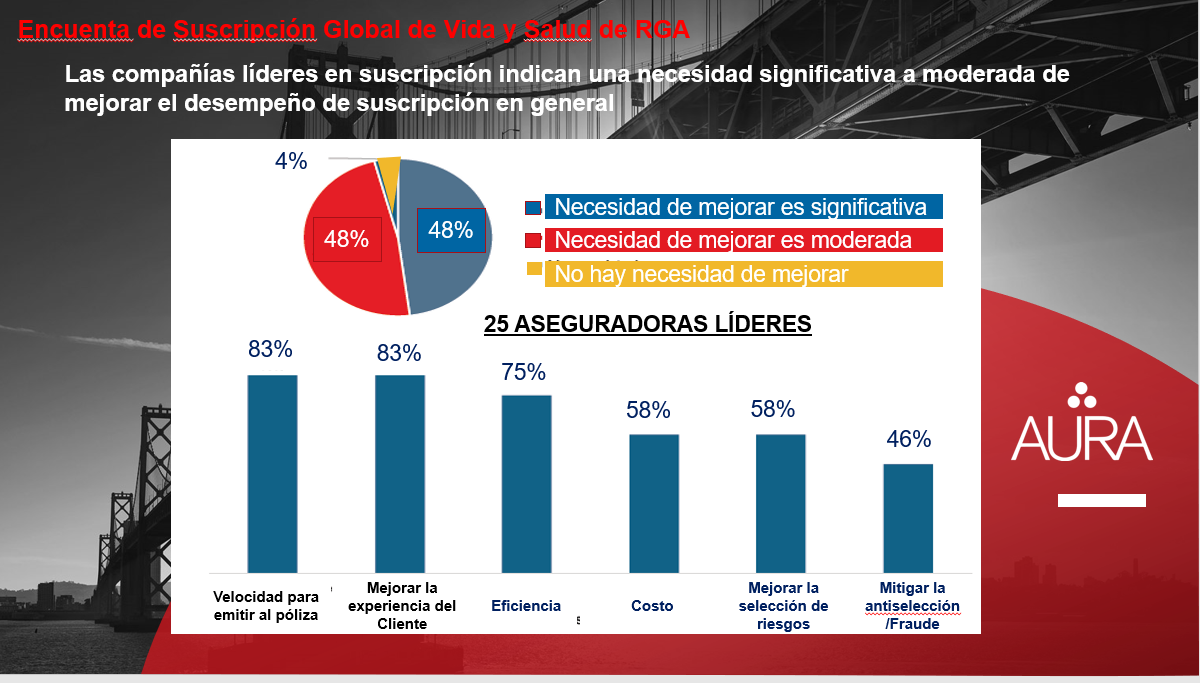 Encuenta de Suscripción Global de Vida y Salud de RGA
Las compañías líderes en suscripción indican una necesidad significativa a moderada de
mejorar el desempeño de suscripción en general
4%
48%
48%
Necesidad de mejorar es significativa
Necesidad de mejorar es moderada
No hay necesidad de mejorar
25 ASEGURADORAS LÍDERES
83%
83%
75%
58%
58%
46%
Velocidad para
emitir al póliza
Mejorar la
experiencia del
Cliente
Eficiencia
Costo
Mejorar la
selección de
riesgos
Mitigar la
antiselección
/Fraude
AURA